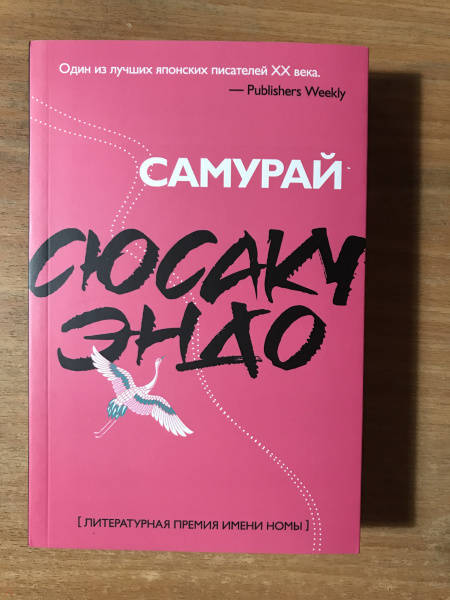 Один из лучших японских писателей XX века.
— Publishers Weekly
САМУРАЙ
СЮСАКУ
ЭНДО
[ ЛИТЕРАТУРНАЯ ПРЕМИЯ ИМЕНИ НОМЫ ]